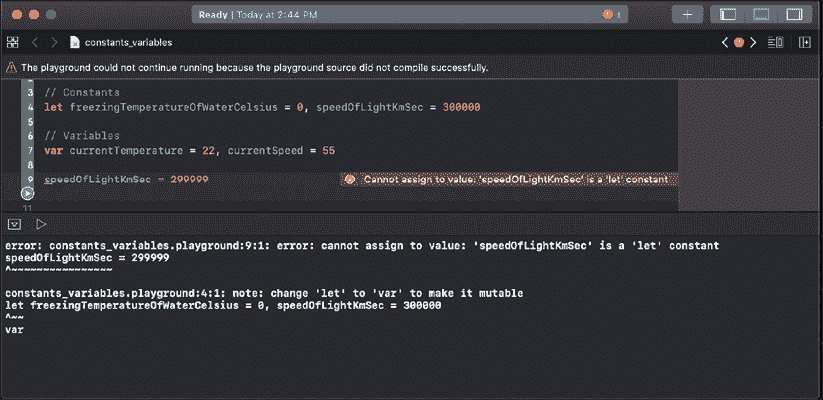 Ready | Today at 2:44 PM
1
constants_variables
The playground could not continue running because the playground source did not compile successfully.
3 // Constants
4 let freezingTemperatureOfWaterCelsius = 0, speedOfLightKmSec = 300000
5
6 // Variables
7 var currentTemperature = 22, currentSpeed = 55
8
9 speedOfLightKmSec = 299999 Cannot assign to value: 'speedOfLightKmSec' is a 'let' constant
11
error: constants_variables.playground:9:1: error: cannot assign to value: 'speedOfLightKmSec' is a 'let' constant
speedOfLightKmSec = 299999
^~~~~~~~~~~~~~~~~
constants_variables.playground:4:1: note: change 'let' to 'var' to make it mutable
let freezingTemperatureOfWaterCelsius = 0, speedOfLightKmSec = 300000
^~~
var